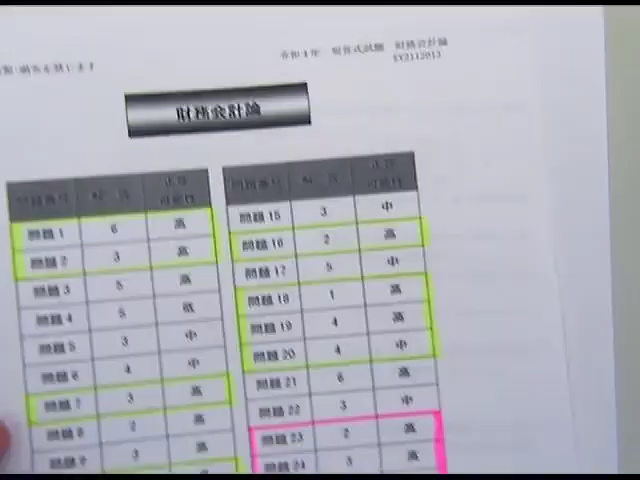 令和4年 短答式試験 財務会計論
財務会計論
問題番号 解答 正答可能性
問題1 6 高
問題2 3 高
問題3 5 高
問題4 5 低
問題5 3 中
問題6 4 中
問題7 3 高
問題8 2 高
問題9 3 高
問題番号 解答 正答可能性
問題15 3 中
問題16 2 高
問題17 5 中
問題18 1 高
問題19 4 高
問題20 4 中
問題21 6 高
問題22 3 中
問題23 2 高
問題24 3 高